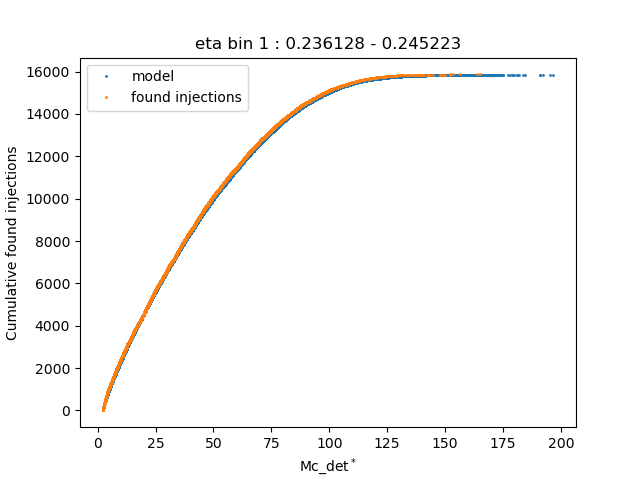 eta bin 1 : 0.236128 - 0.245223
model
found injections
Cumulative found injections
16000
14000
12000
10000
8000
6000
4000
2000
0
0 25 50 75 100 125 150 175 200
Mc_det*